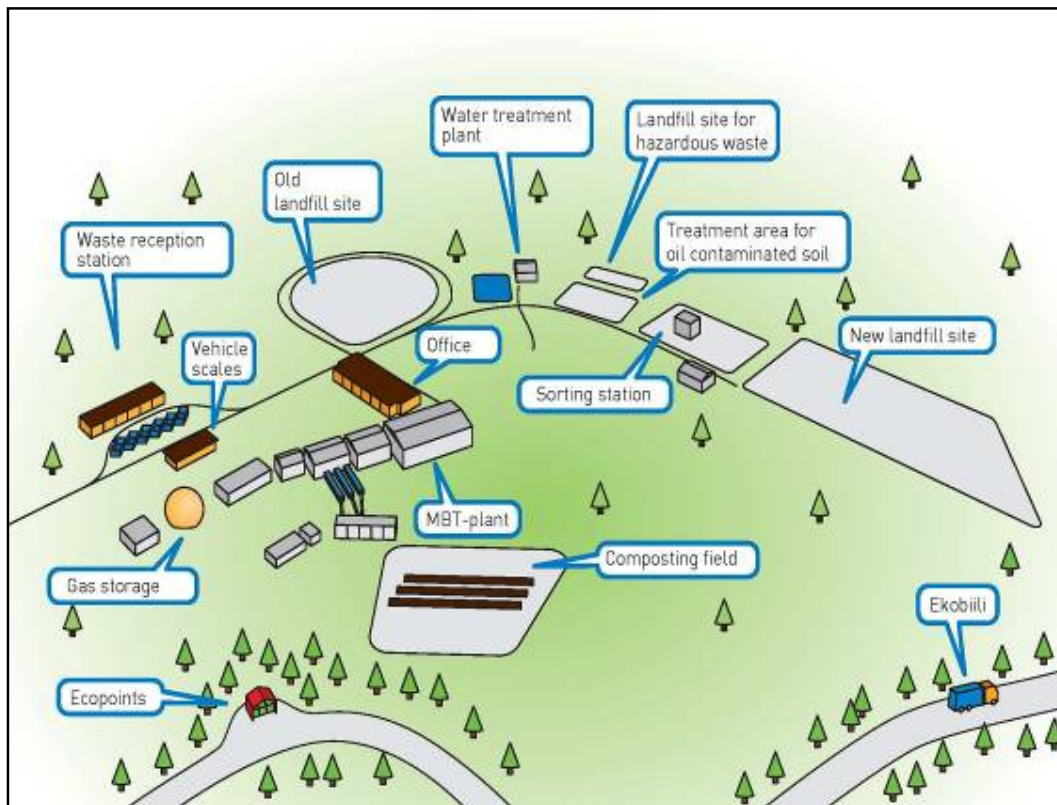 Water treatment
plant
Landfill site for
hazardous waste
Old
landfill site
Treatment area for
oil contaminated soil
Waste reception
station
Vehicle
scales
Office
New landfill site
Sorting station
MBT-plant
Gas storage
Composting field
Ekobiili
Ecopoints